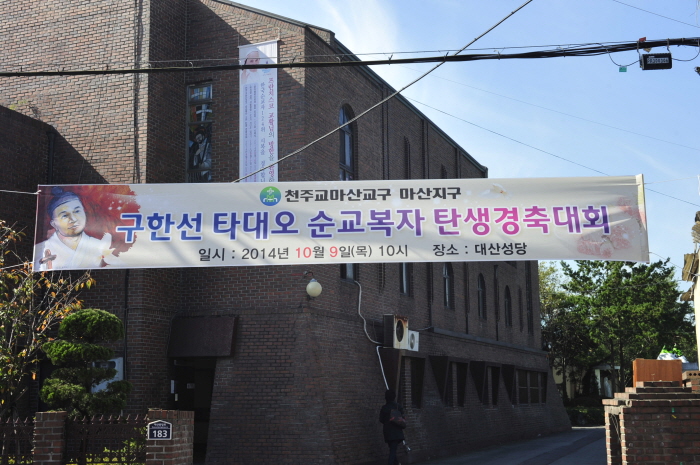 천주교마산교구 마산지구
구한선 타대오 순교복자 탄생경축대회
일시 : 2014년 10월 9일(목) 10시 장소 : 대산성당
183